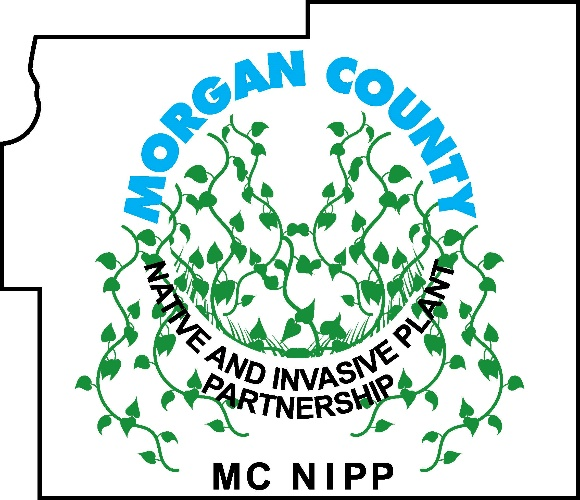 MORGAN COUNTY
NATIVE AND INVASIVE PLANT
PARTNERSHIP
MC NIPP